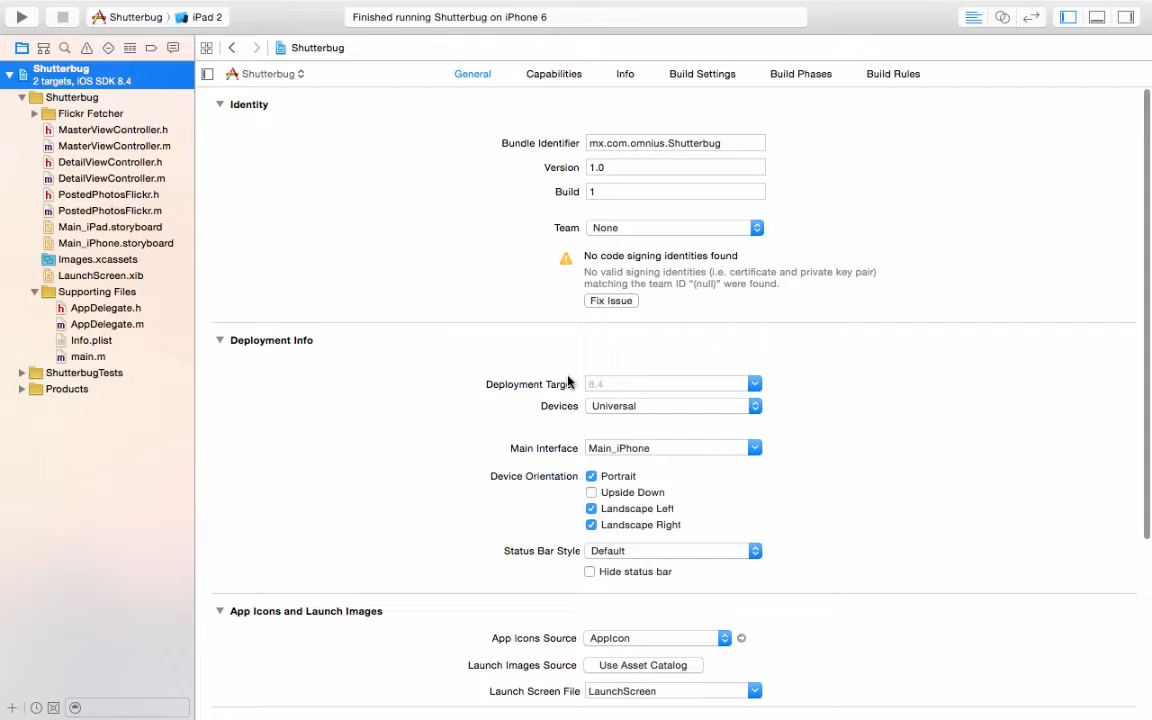 Shutterbug iPad 2
Finished running Shutterbug on iPhone 6
Shutterbug
Shutterbug
2 targets, iOS SDK 8.4
Shutterbug
Flickr Fetcher
MasterViewController.h
MasterViewController.m
DetailViewController.h
DetailViewController.m
PostedPhotosFlickr.h
PostedPhotosFlickr.m
Main_iPad.storyboard
Main_iPhone.storyboard
Images.xcassets
LaunchScreen.xib
Supporting Files
AppDelegate.h
AppDelegate.m
Info.plist
main.m
ShutterbugTests
Products
Shutterbug
General Capabilities Info Build Settings Build Phases Build Rules
Identity
Bundle Identifier mx.com.omnius.Shutterbug
Version 1.0
Build 1
Team None
No code signing identities found
No valid signing identities (i.e. certificate and private key pair)
matching the team ID "(null)" were found.
Fix Issue
Deployment Info
Deployment Target 8.4
Devices Universal
Main Interface Main_iPhone
Device Orientation Portrait
Upside Down
Landscape Left
Landscape Right
Status Bar Style Default
Hide status bar
App Icons and Launch Images
App Icons Source AppIcon
Launch Images Source Use Asset Catalog
Launch Screen File LaunchScreen